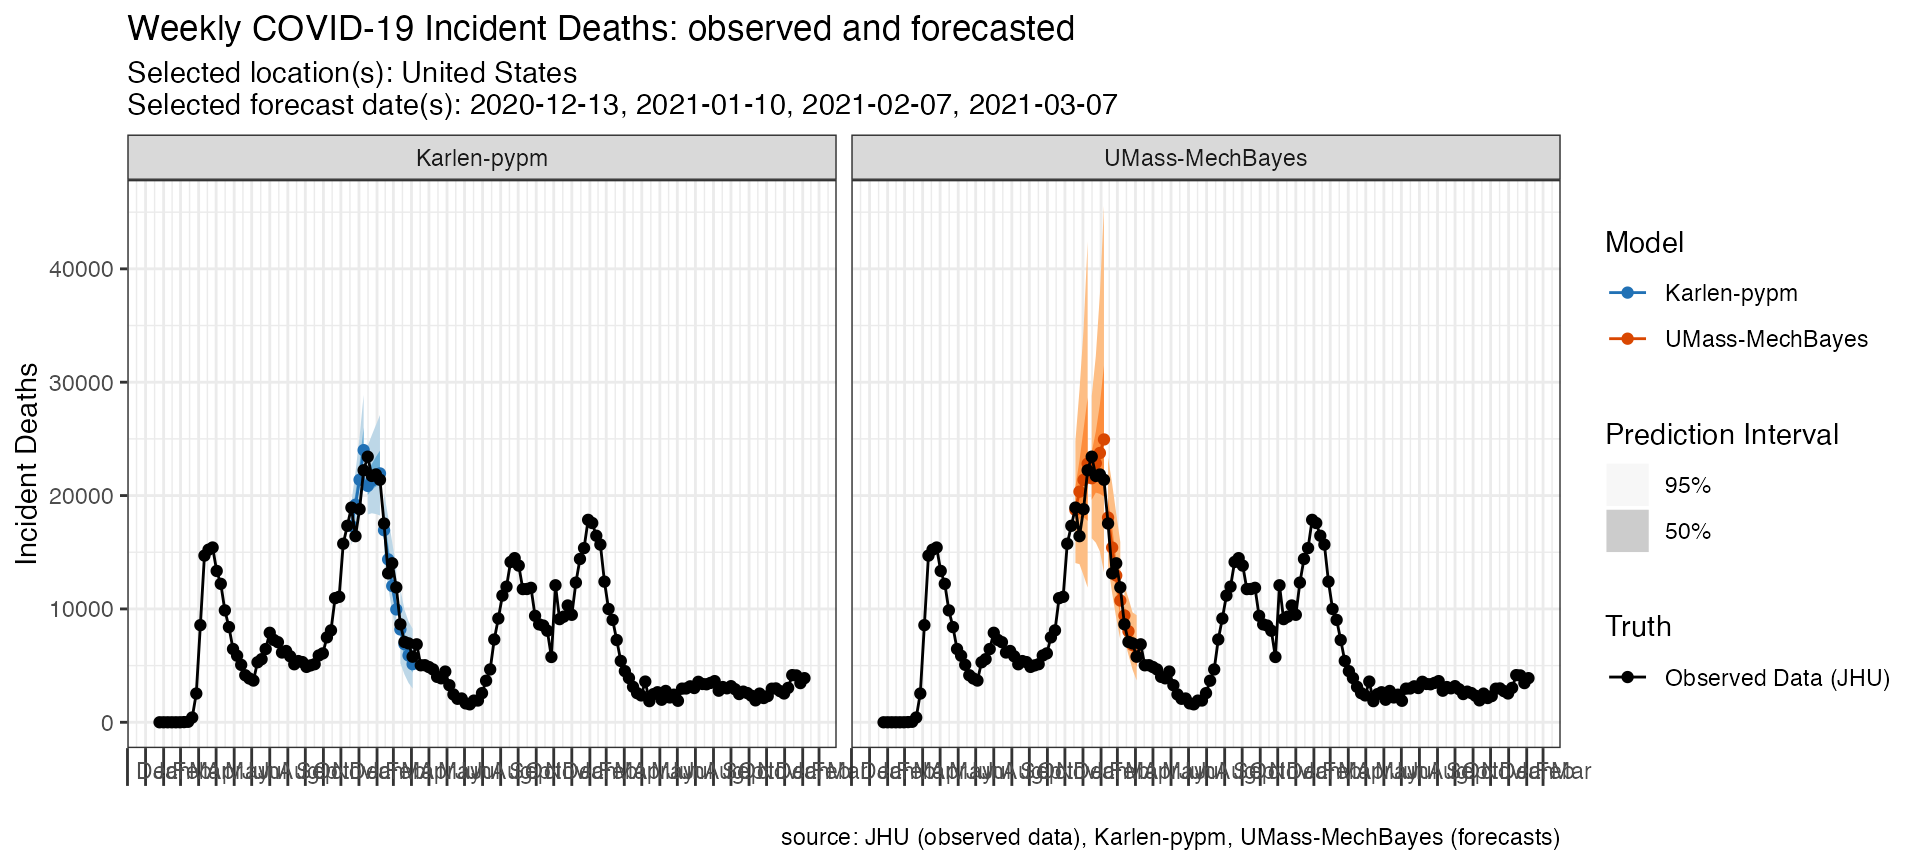 Weekly COVID-19 Incident Deaths: observed and forecasted
Selected location(s): United States
Selected forecast date(s): 2020-12-13, 2021-01-10, 2021-02-07, 2021-03-07
Karlen-pypm
UMass-MechBayes
Incident Deaths
40000
30000
20000
10000
0
Model
Karlen-pypm
UMass-MechBayes
Prediction Interval
95%
50%
Truth
Observed Data (JHU)
source: JHU (observed data), Karlen-pypm, UMass-MechBayes (forecasts)